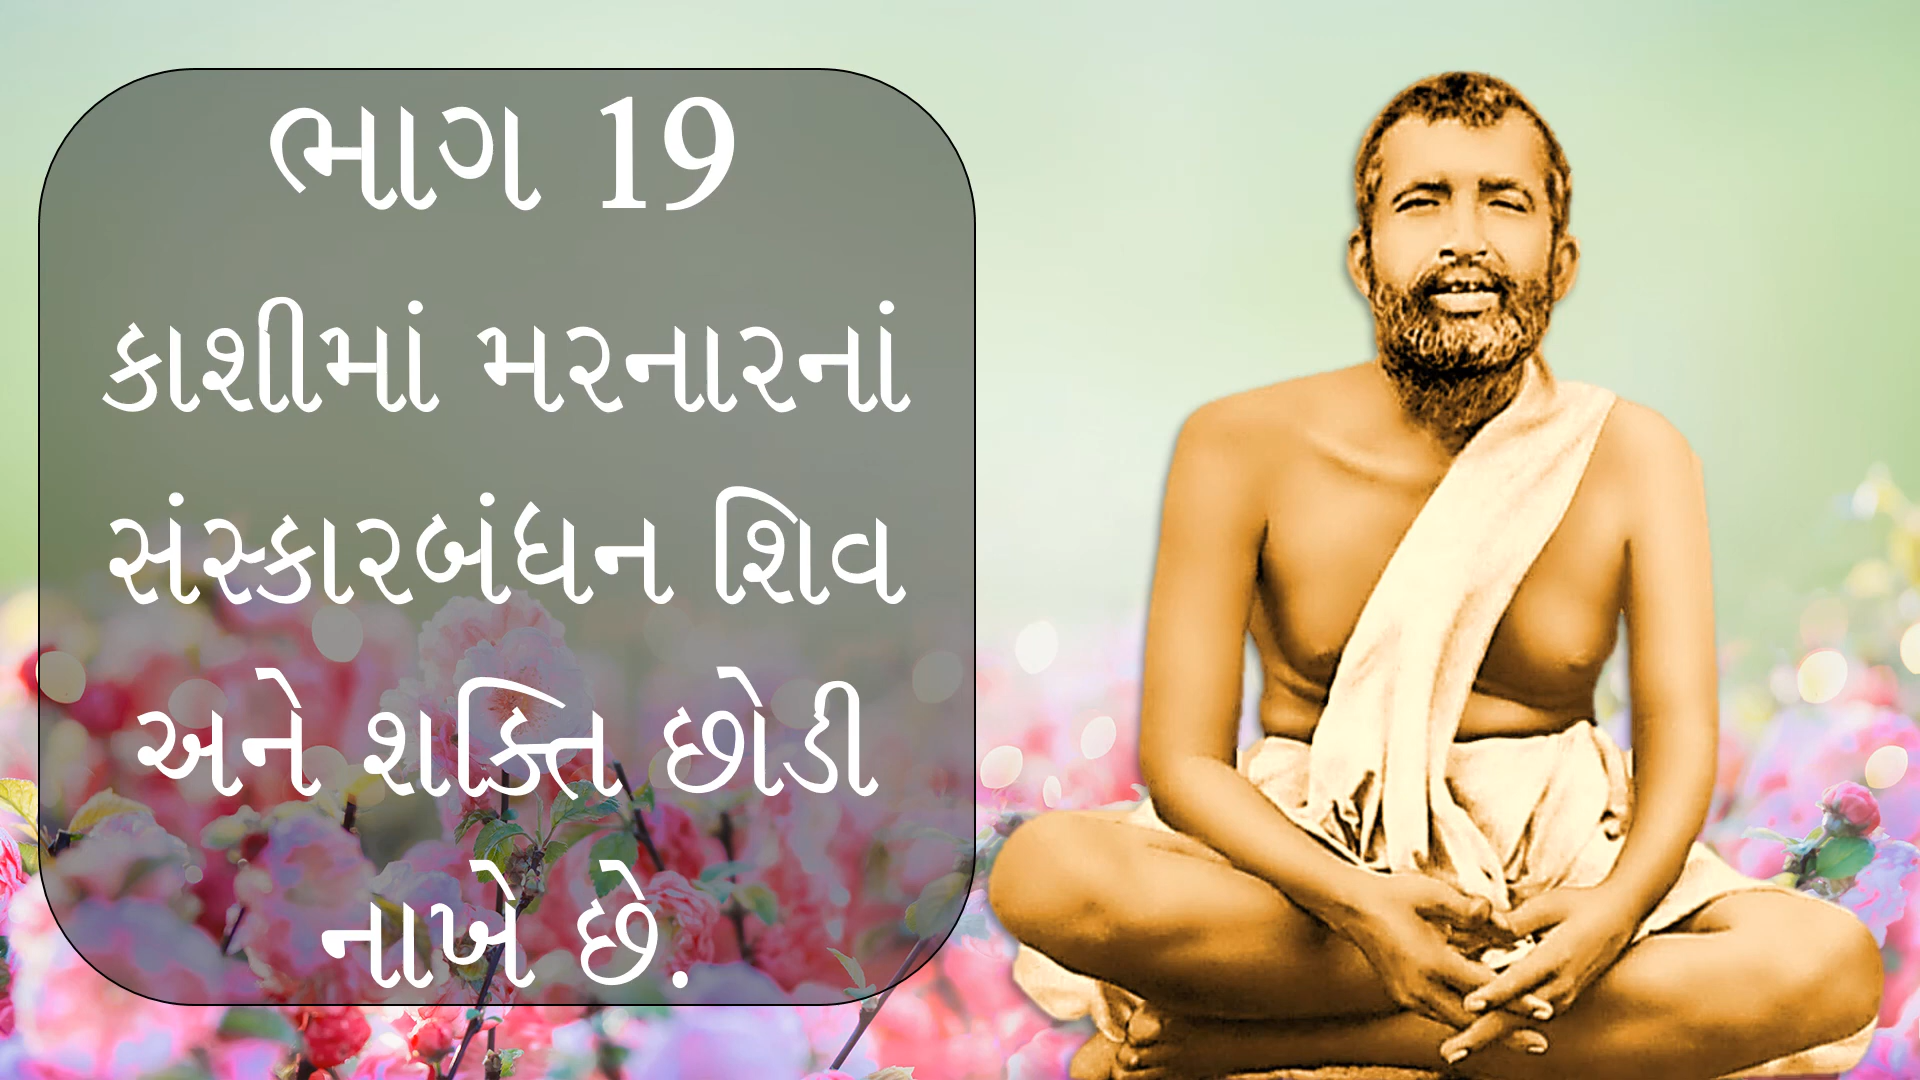 ભાગ 19
કાશીમાં મરનારનાં
સંસ્કારબંધન શિવ
અને શક્તિ છોડી
નાખે છે.